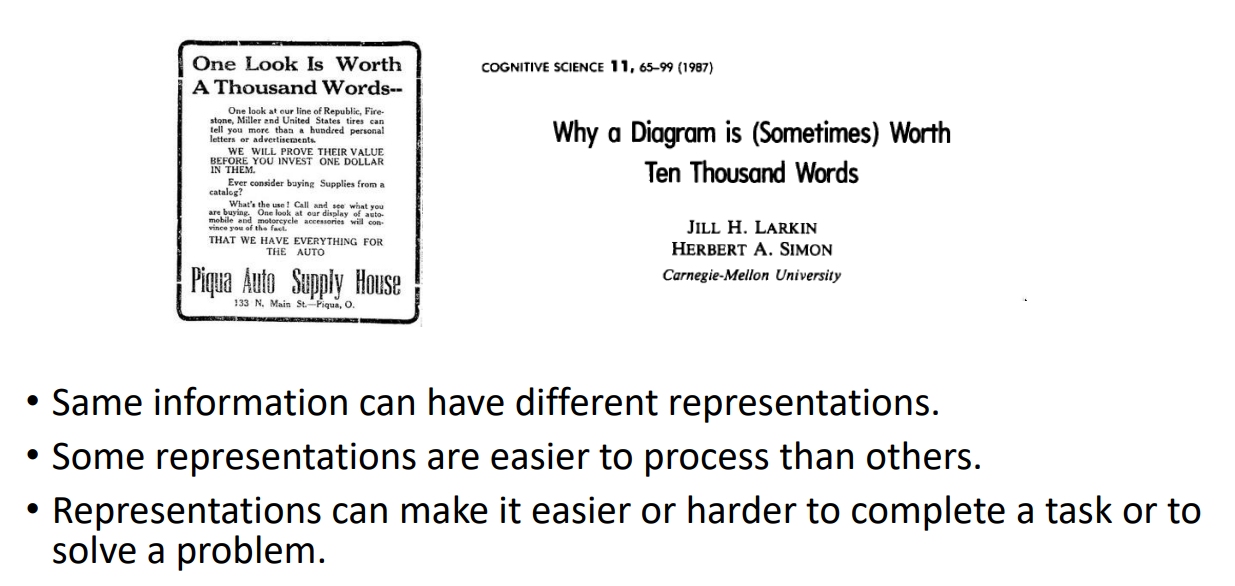 One Look Is Worth
A Thousand Words--
One look at our line of Republic, Fire-
stone, Miller and United States tires can
tell you more than a hundred personal
letters or advertisements.
WE WILL PROVE THEIR VALUE
BEFORE YOU INVEST ONE DOLLAR
IN THEM.
Ever consider buying Supplies from a
catalog?
What's the use! Call and see what you
are buying. One look at our display of auto-
mobile and motorcycle accessories will con-
vince you of the fact.
THAT WE HAVE EVERYTHING FOR
THE AUTO
Piqua Auto Supply House
133 N. Main St.—Piqua, O.
COGNITIVE SCIENCE 11, 65–99 (1987)
Why a Diagram is (Sometimes) Worth
Ten Thousand Words
JILL H. LARKIN
HERBERT A. SIMON
Carnegie-Mellon University
• Same information can have different representations.
• Some representations are easier to process than others.
• Representations can make it easier or harder to complete a task or to
solve a problem.